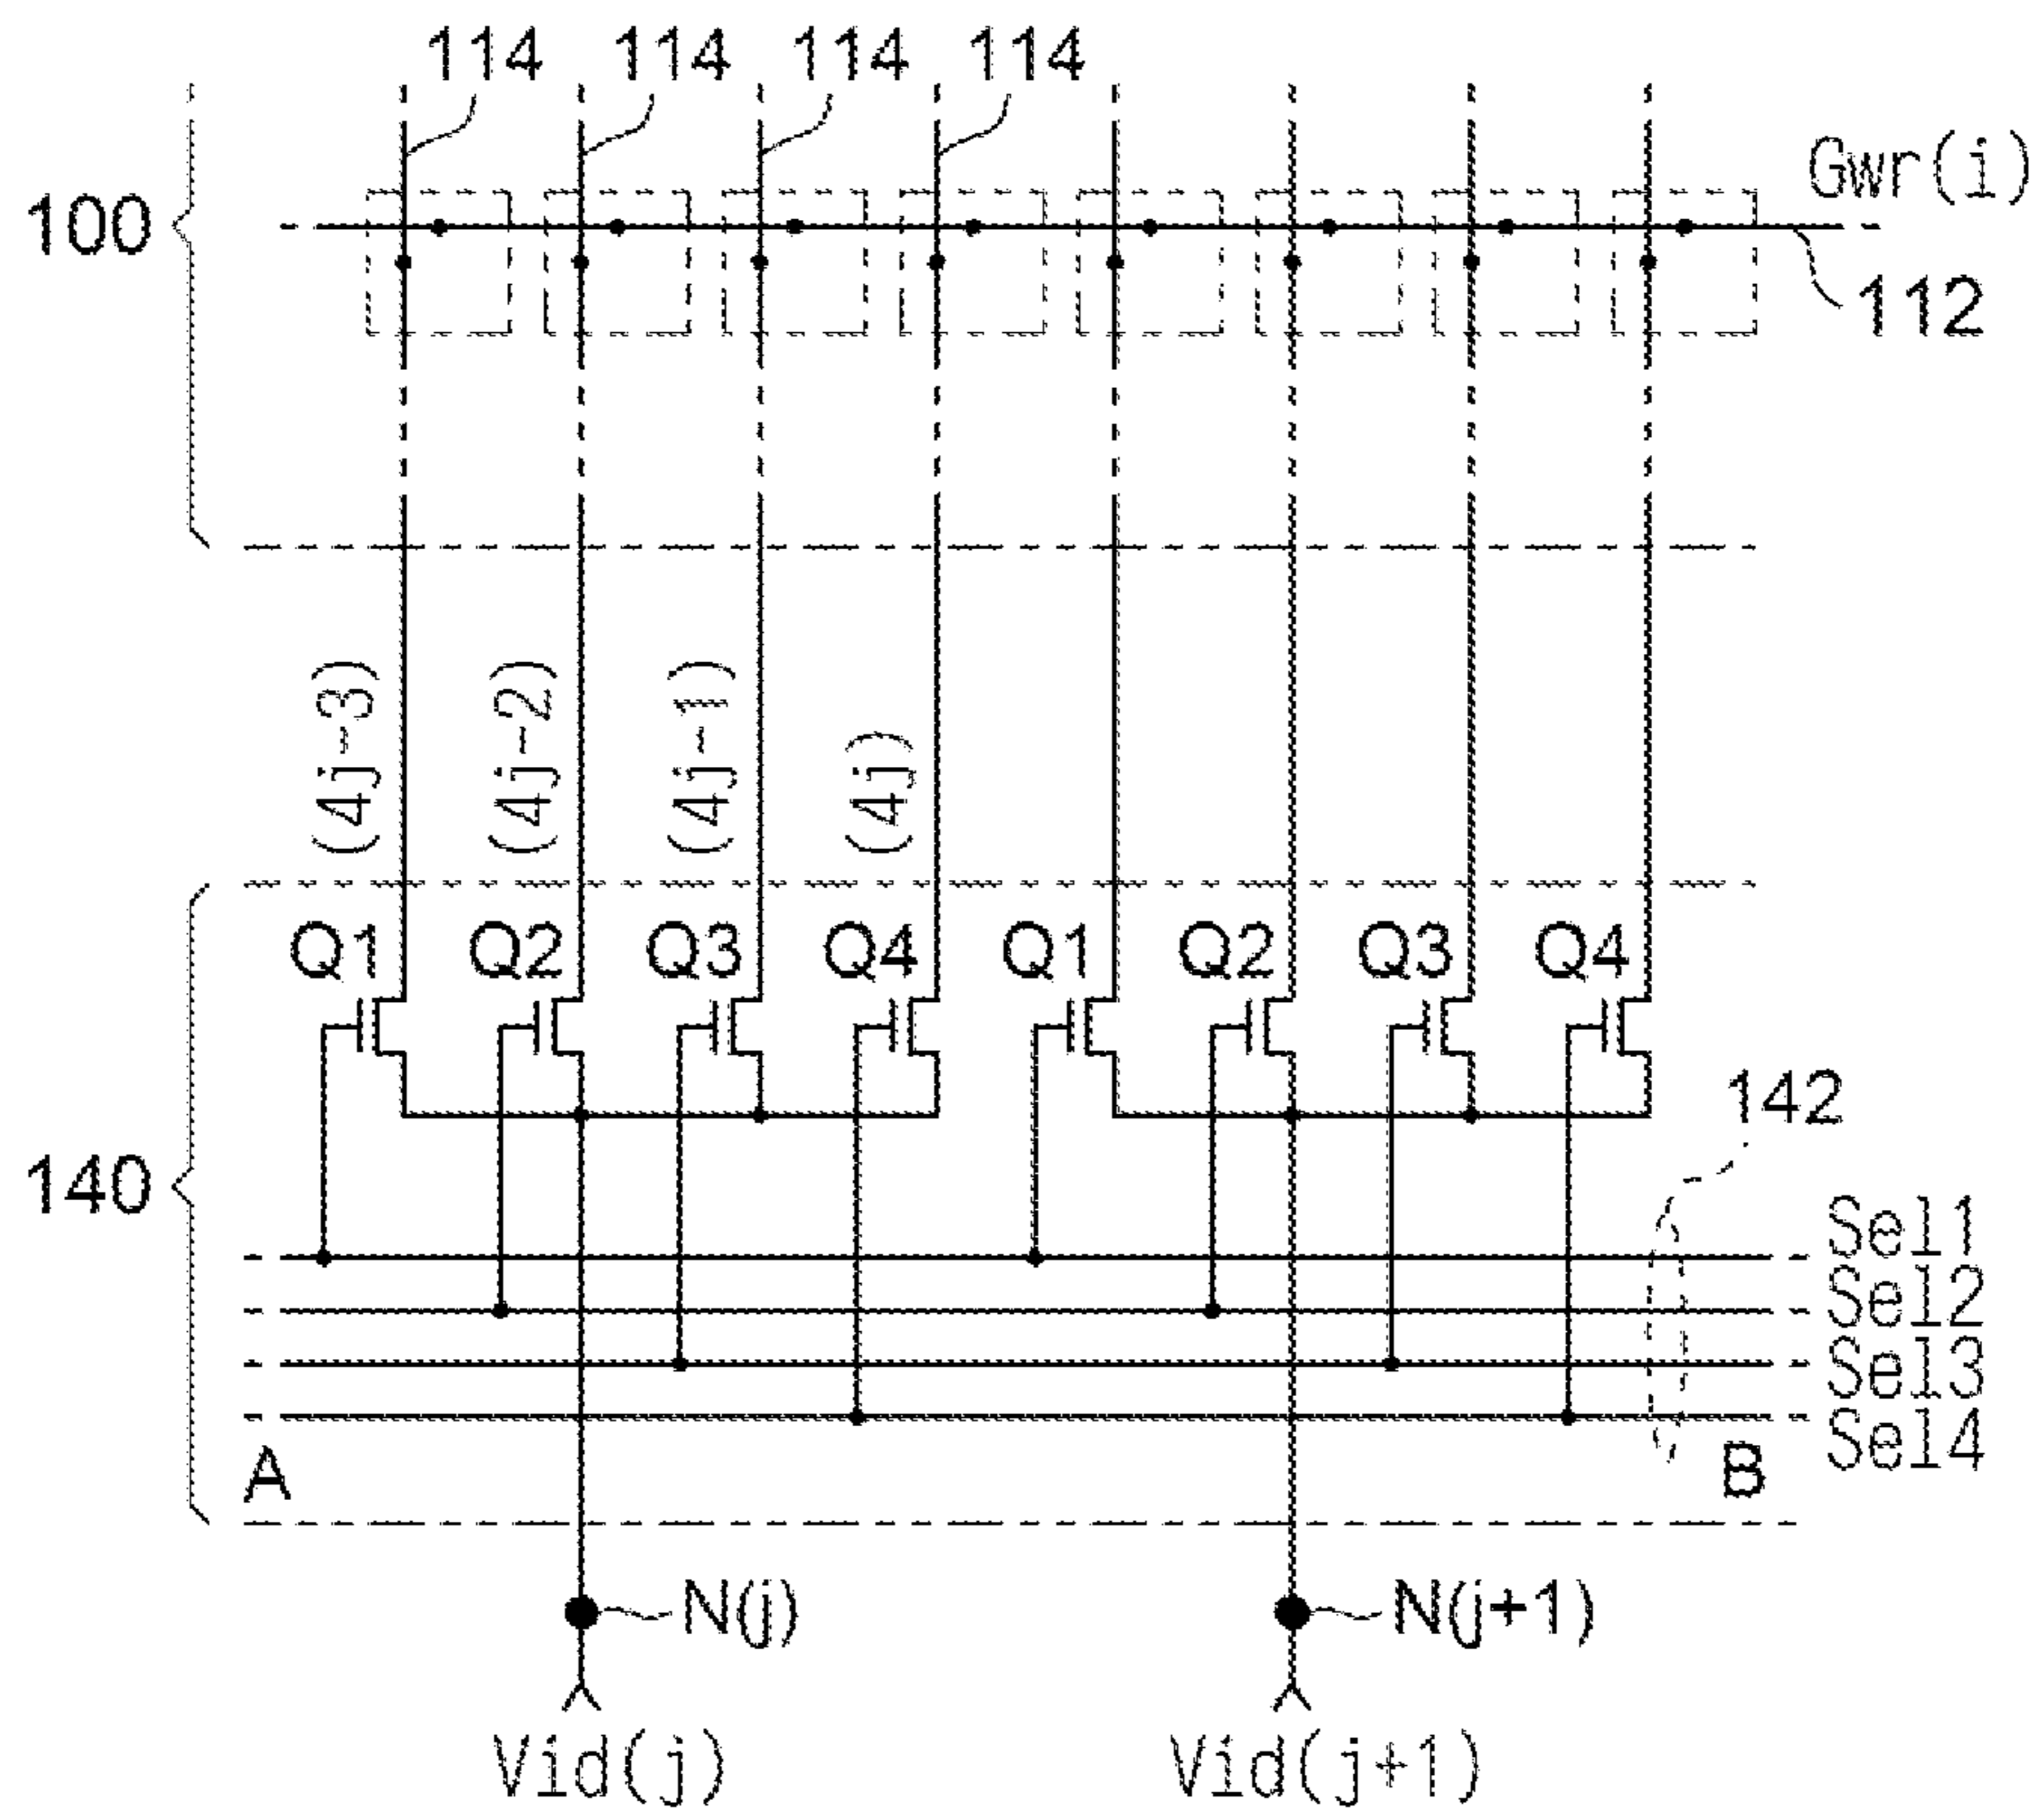 114 114 114 114
Gwr(i)
100
112
(4j-3) (4j-2) (4j-1) (4j)
Q1 Q2 Q3 Q4 Q1 Q2 Q3 Q4
142
140
Sel1
Sel2
Sel3
Sel4
A B
N(j) N(j+1)
Vid(j) Vid(j+1)